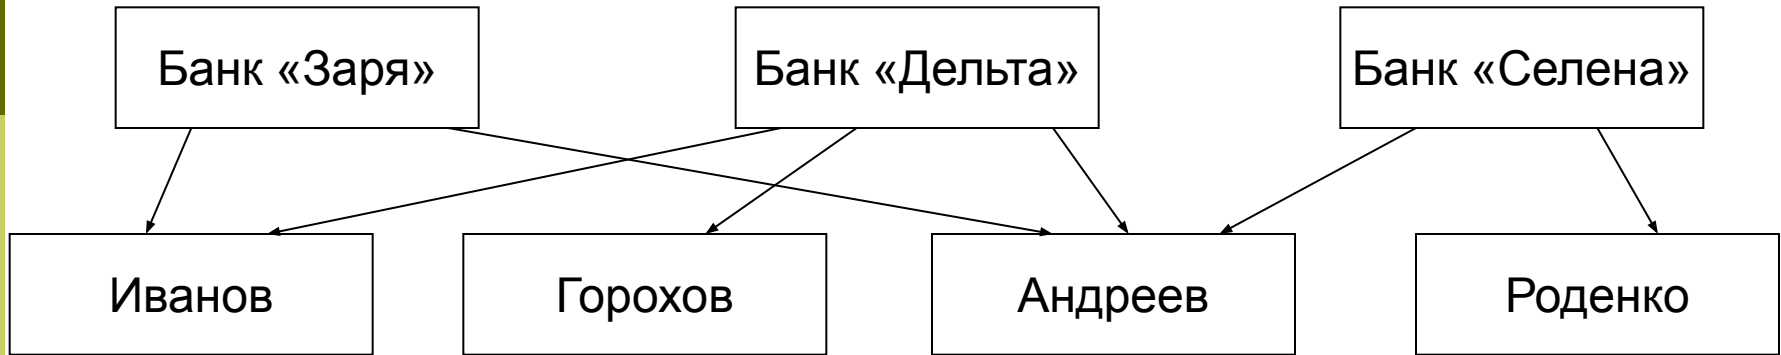 Банк «Заря»
Банк «Дельта»
Банк «Селена»
Иванов
Горохов
Андреев
Роденко